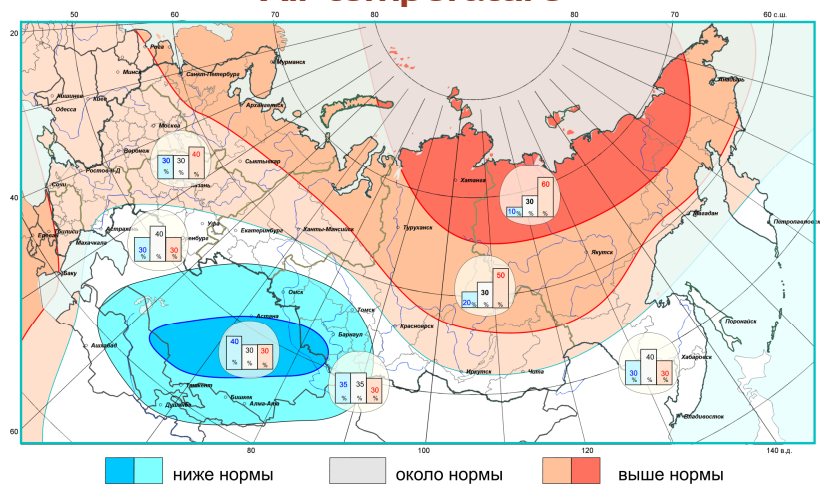 50 60 70 80 80 70 60 с.ш.
20
Рига
Мурманск
Минск
Санкт-Петербург
Анадырь
Кишинев
Киев
Одесса
Архангельск
Москва
Воронеж
30 % 30 % 40 %
Сыктывкар
Ростов-н-Д
Хатанга
10% 30 % 60 %
Сочи
40
Магадан
Петропавловск
Уфа
Екатеринбург
Ханты-Мансийск
Туруханск
Тбилиси
Ереван
Махачкала
30 % 40 % 30 %
Якутск
Баку
20% 30 % 50 %
Омск
Томск
Астана
Красноярск
Поронайск
Барнаул
Ашхабад
40 % 30 % 30 %
Хабаровск
30 % 40 % 30 %
Иркутск
Чита
35 % 35 % 30 %
Ташкент
Бишкек
Душанбе
Алма-Ата
Владивосток
60
80 100 120 140 в.д.
ниже нормы около нормы выше нормы